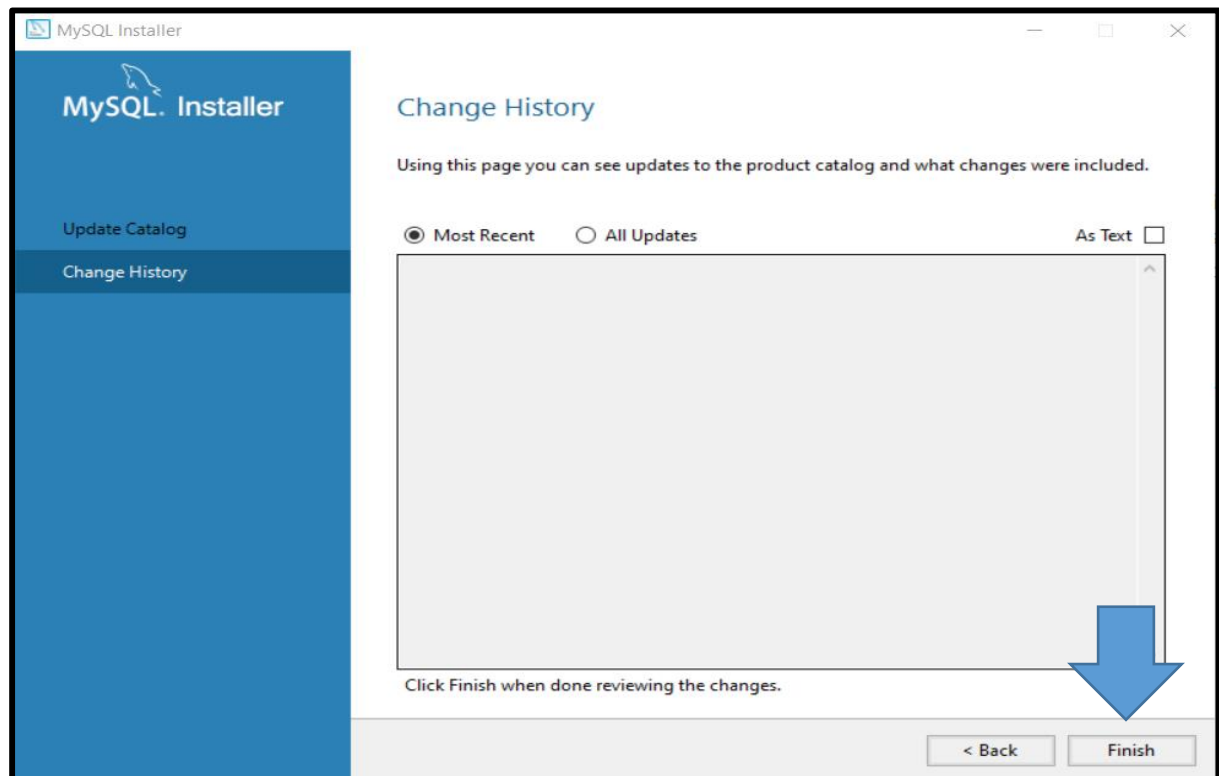 MySQL Installer
MySQL. Installer
Change History
Using this page you can see updates to the product catalog and what changes were included.
Update Catalog
Change History
Most Recent All Updates As Text
Click Finish when done reviewing the changes.
< Back Finish